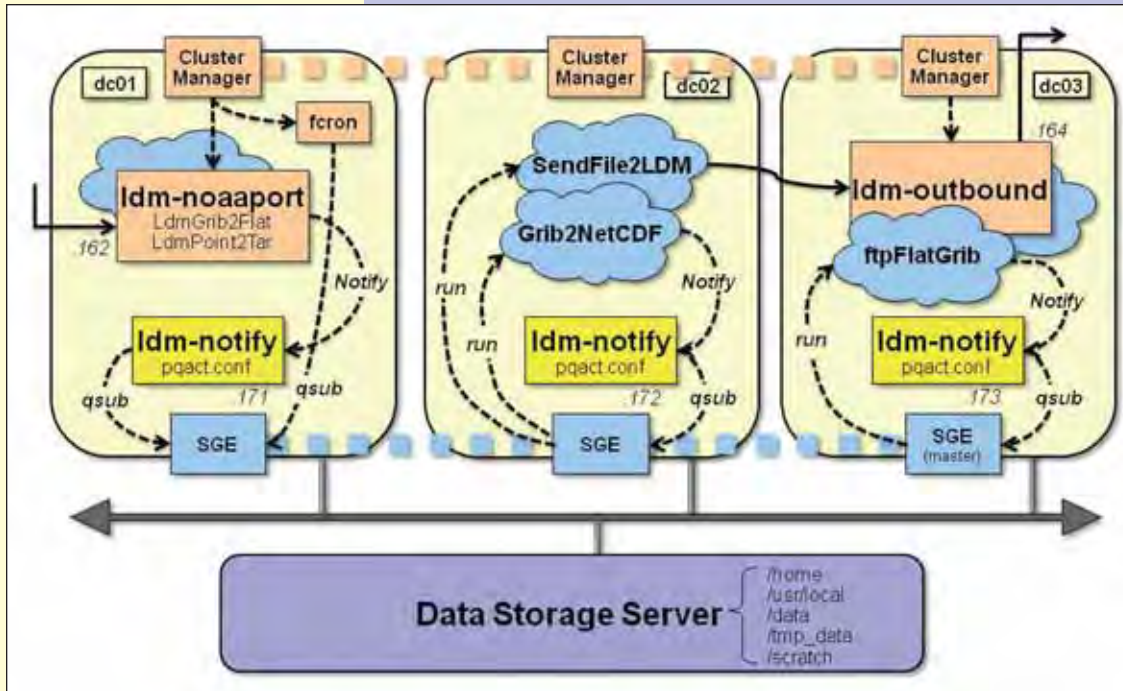 Cluster
Manager
dc01
fcron
ldm-noaaport
LdmGrib2Flat
LdmPoint2Tar
.162
Notify
ldm-notify
pqact.conf
.171
qsub
qsub
SGE
Cluster
Manager
dc02
SendFile2LDM
Grib2NetCDF
run
run
Notify
ldm-notify
pqact.conf
.172
qsub
SGE
Cluster
Manager
dc03
.164
ldm-outbound
ftpFlatGrib
run
Notify
ldm-notify
pqact.conf
.173
qsub
SGE
(master)
Data Storage Server
/home
/usr/local
/data
/tmp_data
/scratch